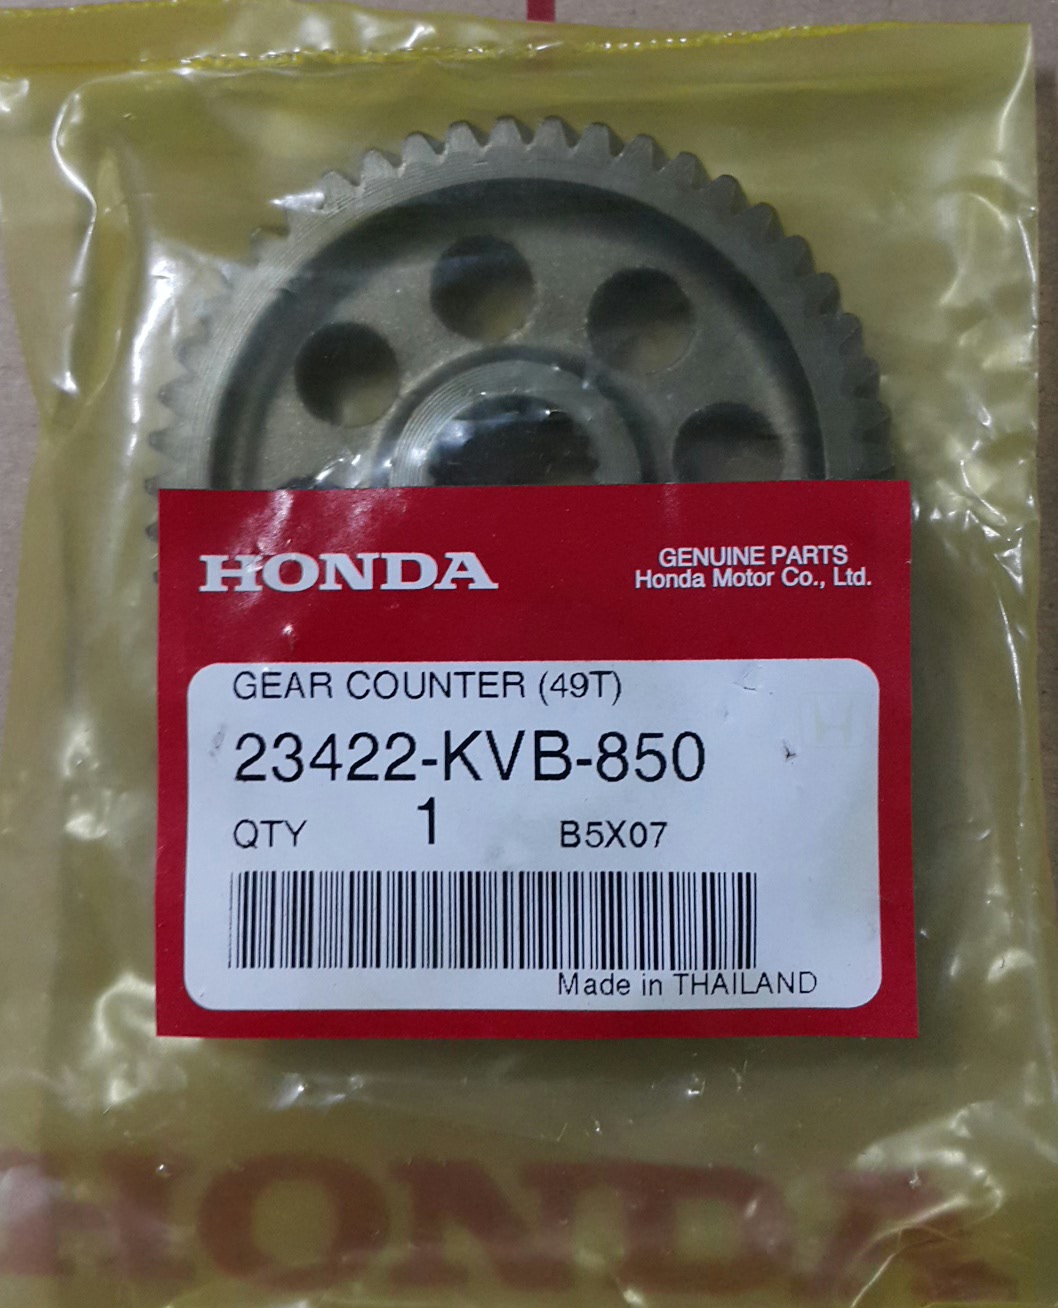 HONDA
GENUINE PARTS
Honda Motor Co., Ltd.
GEAR COUNTER (49T)
23422-KVB-850
QTY 1 B5X07
Made in THAILAND
HONDA